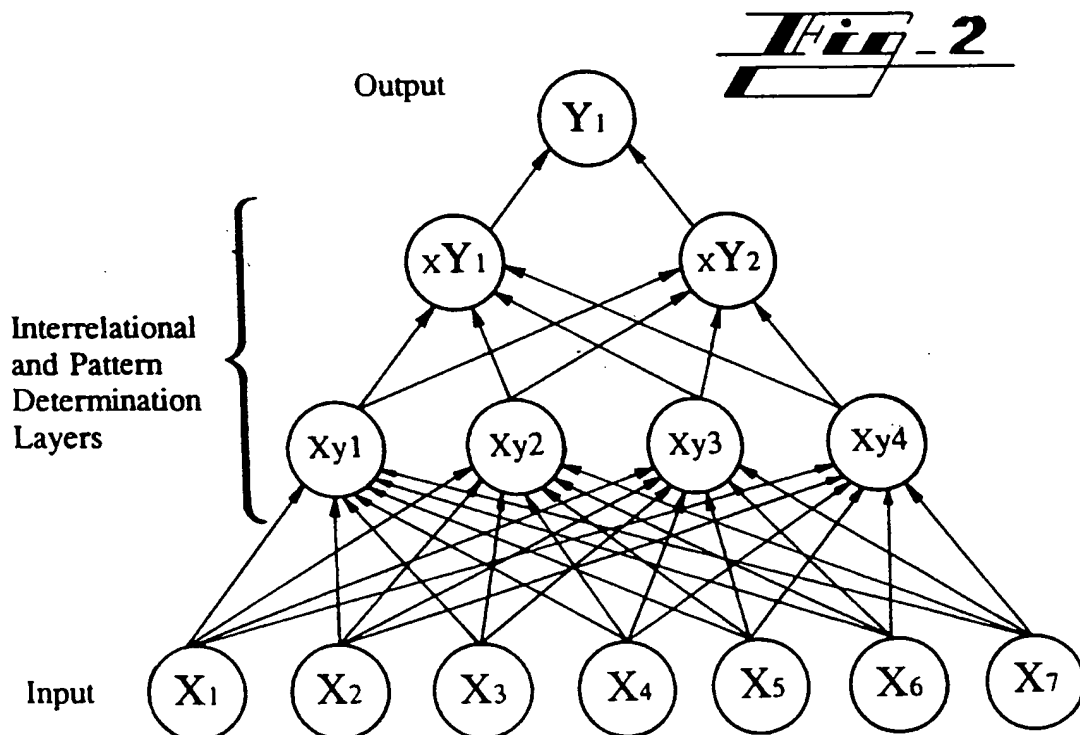 Fig_2
Output
Y1
xY1 xY2
Interrelational
and Pattern
Determination
Layers
Xy1 Xy2 Xy3 Xy4
Input
X1 X2 X3 X4 X5 X6 X7